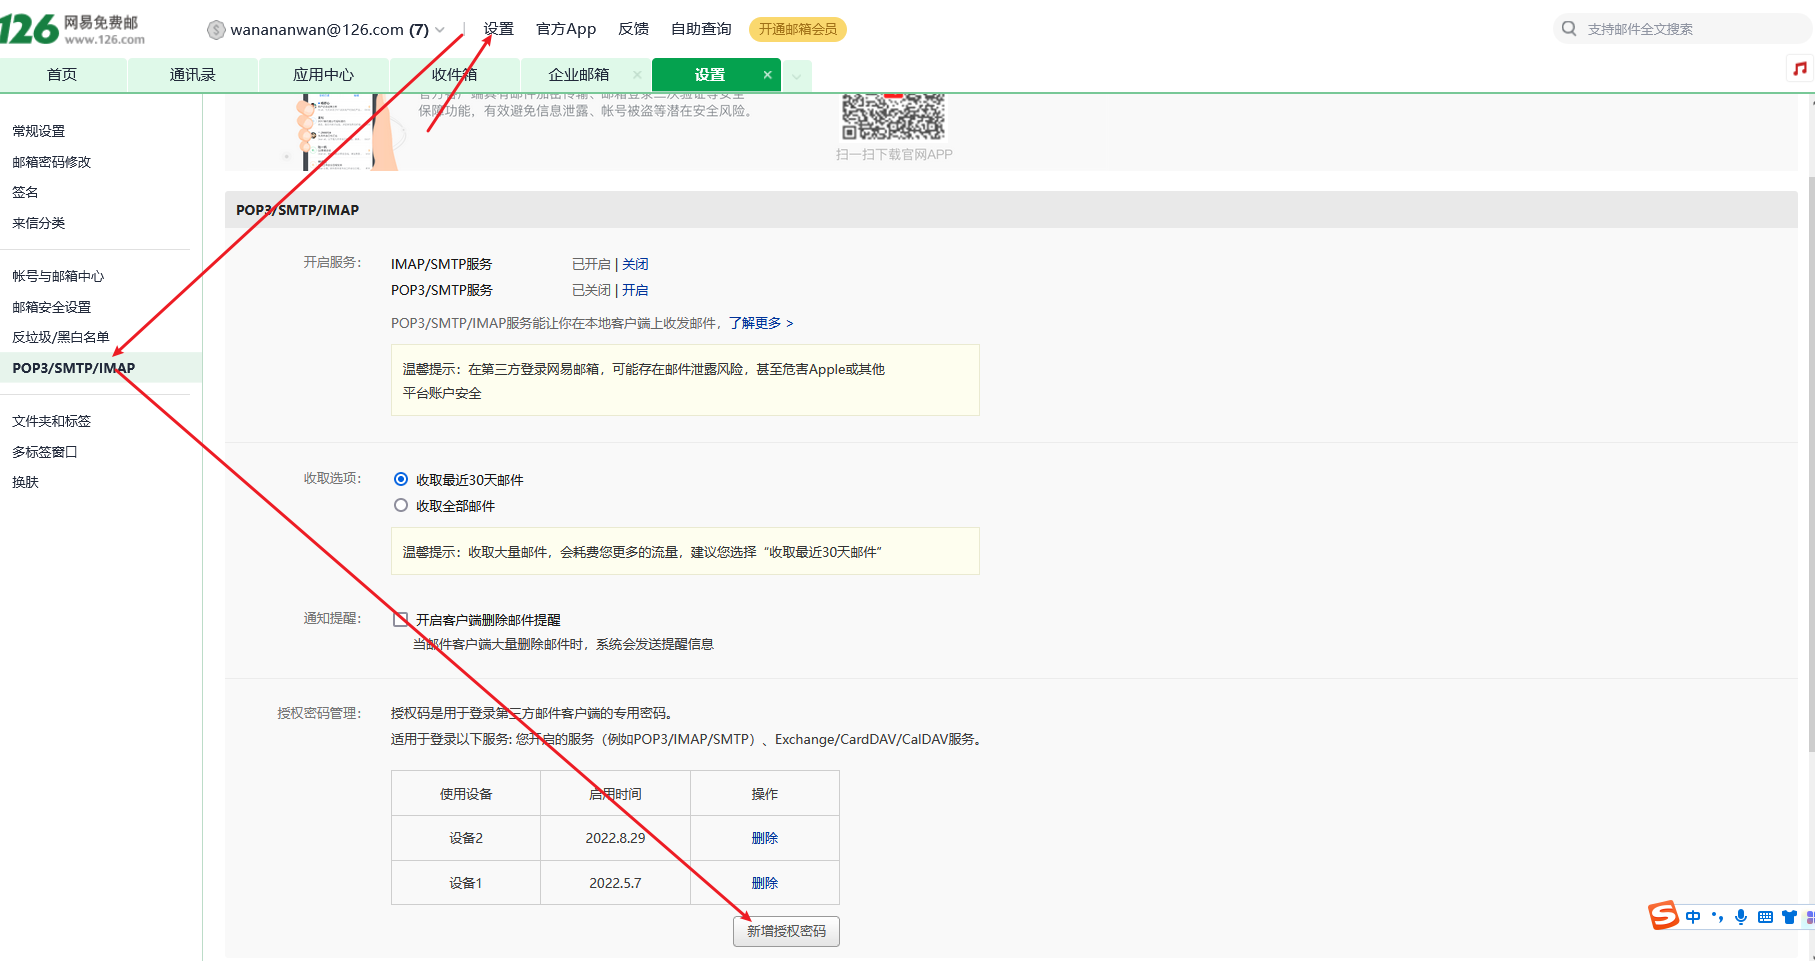 126 网易免费邮
www.126.com
wanananwan@126.com (7)
设置
官方App
反馈
自助查询
开通邮箱会员
支持邮件全文搜索
首页
通讯录
应用中心
收件箱
企业邮箱 ×
设置 ×
保障功能，有效避免信息泄露、帐号被盗等潜在安全风险。
扫一扫下载官网APP
常规设置
邮箱密码修改
签名
来信分类
帐号与邮箱中心
邮箱安全设置
反垃圾/黑白名单
POP3/SMTP/IMAP
文件夹和标签
多标签窗口
换肤
POP3/SMTP/IMAP
开启服务： IMAP/SMTP服务 已开启 | 关闭
POP3/SMTP服务 已关闭 | 开启
POP3/SMTP/IMAP服务能让你在本地客户端上收发邮件，了解更多 >
温馨提示：在第三方登录网易邮箱，可能存在邮件泄露风险，甚至危害Apple或其他
平台账户安全
收取选项： 收取最近30天邮件
收取全部邮件
温馨提示：收取大量邮件，会耗费您更多的流量，建议您选择“收取最近30天邮件”
通知提醒： 开启客户端删除邮件提醒
当邮件客户端大量删除邮件时，系统会发送提醒信息
授权密码管理： 授权码是用于登录第三方邮件客户端的专用密码。
适用于登录以下服务: 您开启的服务（例如POP3/IMAP/SMTP）、Exchange/CardDAV/CalDAV服务。
使用设备 启用时间 操作
设备2 2022.8.29 删除
设备1 2022.5.7 删除
新增授权密码
中